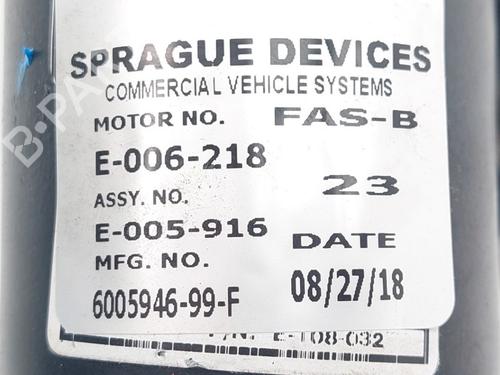 SPRAGUE DEVICES
COMMERCIAL VEHICLE SYSTEMS
MOTOR NO. FAS-B
E-006-218
ASSY. NO. 23
E-005-916
MFG. NO. DATE
6005946-99-F 08/27/18
P/N: E-108-032
B-PARTS